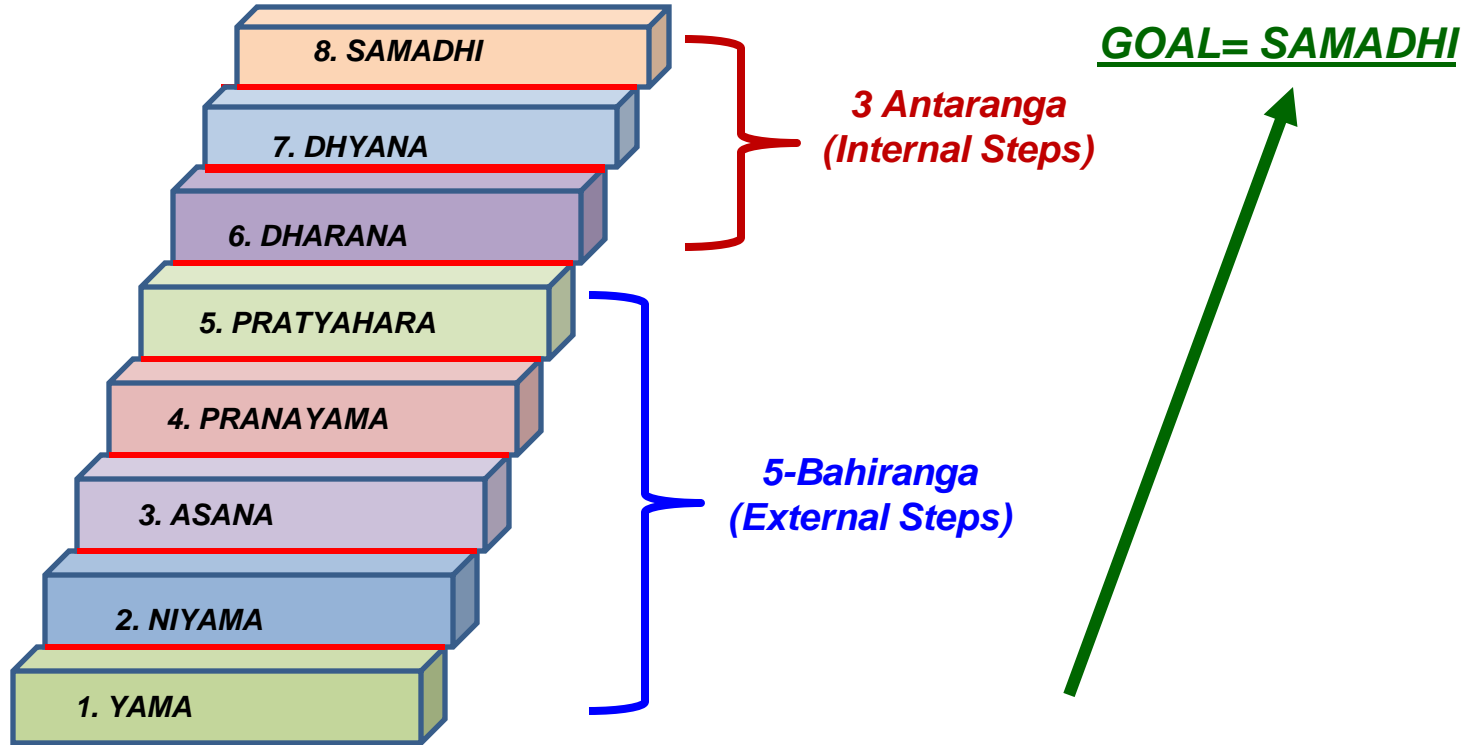 8. SAMADHI
7. DHYANA
6. DHARANA
5. PRATYAHARA
4. PRANAYAMA
3. ASANA
2. NIYAMA
1. YAMA
3 Antaranga
(Internal Steps)
5-Bahiranga
(External Steps)
GOAL= SAMADHI